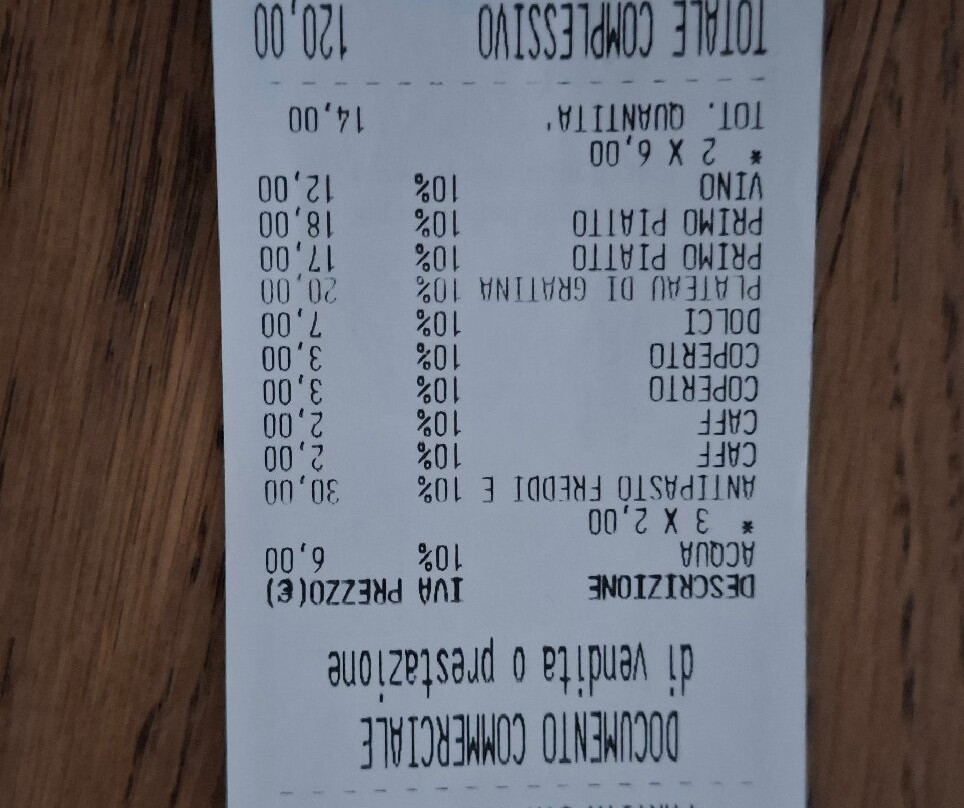 DOCUMENTO COMMERCIALE
di vendita o prestazione
DESCRIZIONE IVA PREZZO(€)
ACQUA 10% 6,00
* 3 X 2,00
ANTIPASTO FREDDI E 10% 30,00
CAFF 10% 2,00
CAFF 10% 2,00
COPERTO 10% 3,00
COPERTO 10% 3,00
DOLCI 10% 7,00
PLATEAU DI GRATINA 10% 20,00
PRIMO PIATTO 10% 17,00
PRIMO PIATTO 10% 18,00
VINO 10% 12,00
* 2 X 6,00
TOT. QUANTITA' 14,00
TOTALE COMPLESSIVO 120,00